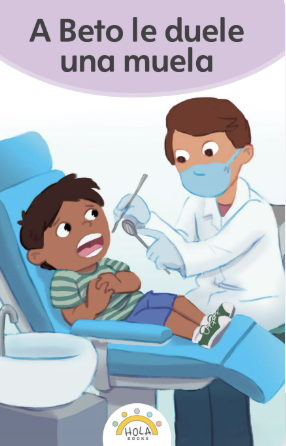 A Beto le duele
una muela
HOLA
BOOKS